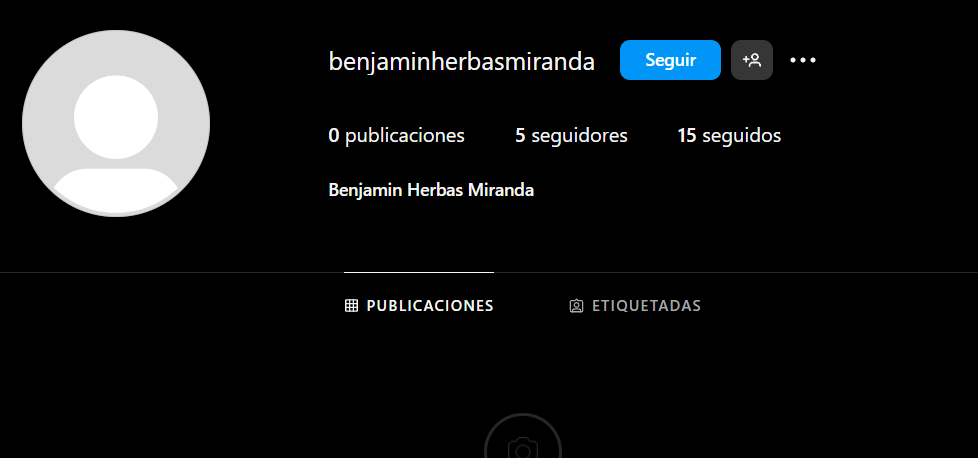 benjaminherbasmiranda Seguir
0 publicaciones 5 seguidores 15 seguidos
Benjamin Herbas Miranda
PUBLICACIONES ETIQUETADAS